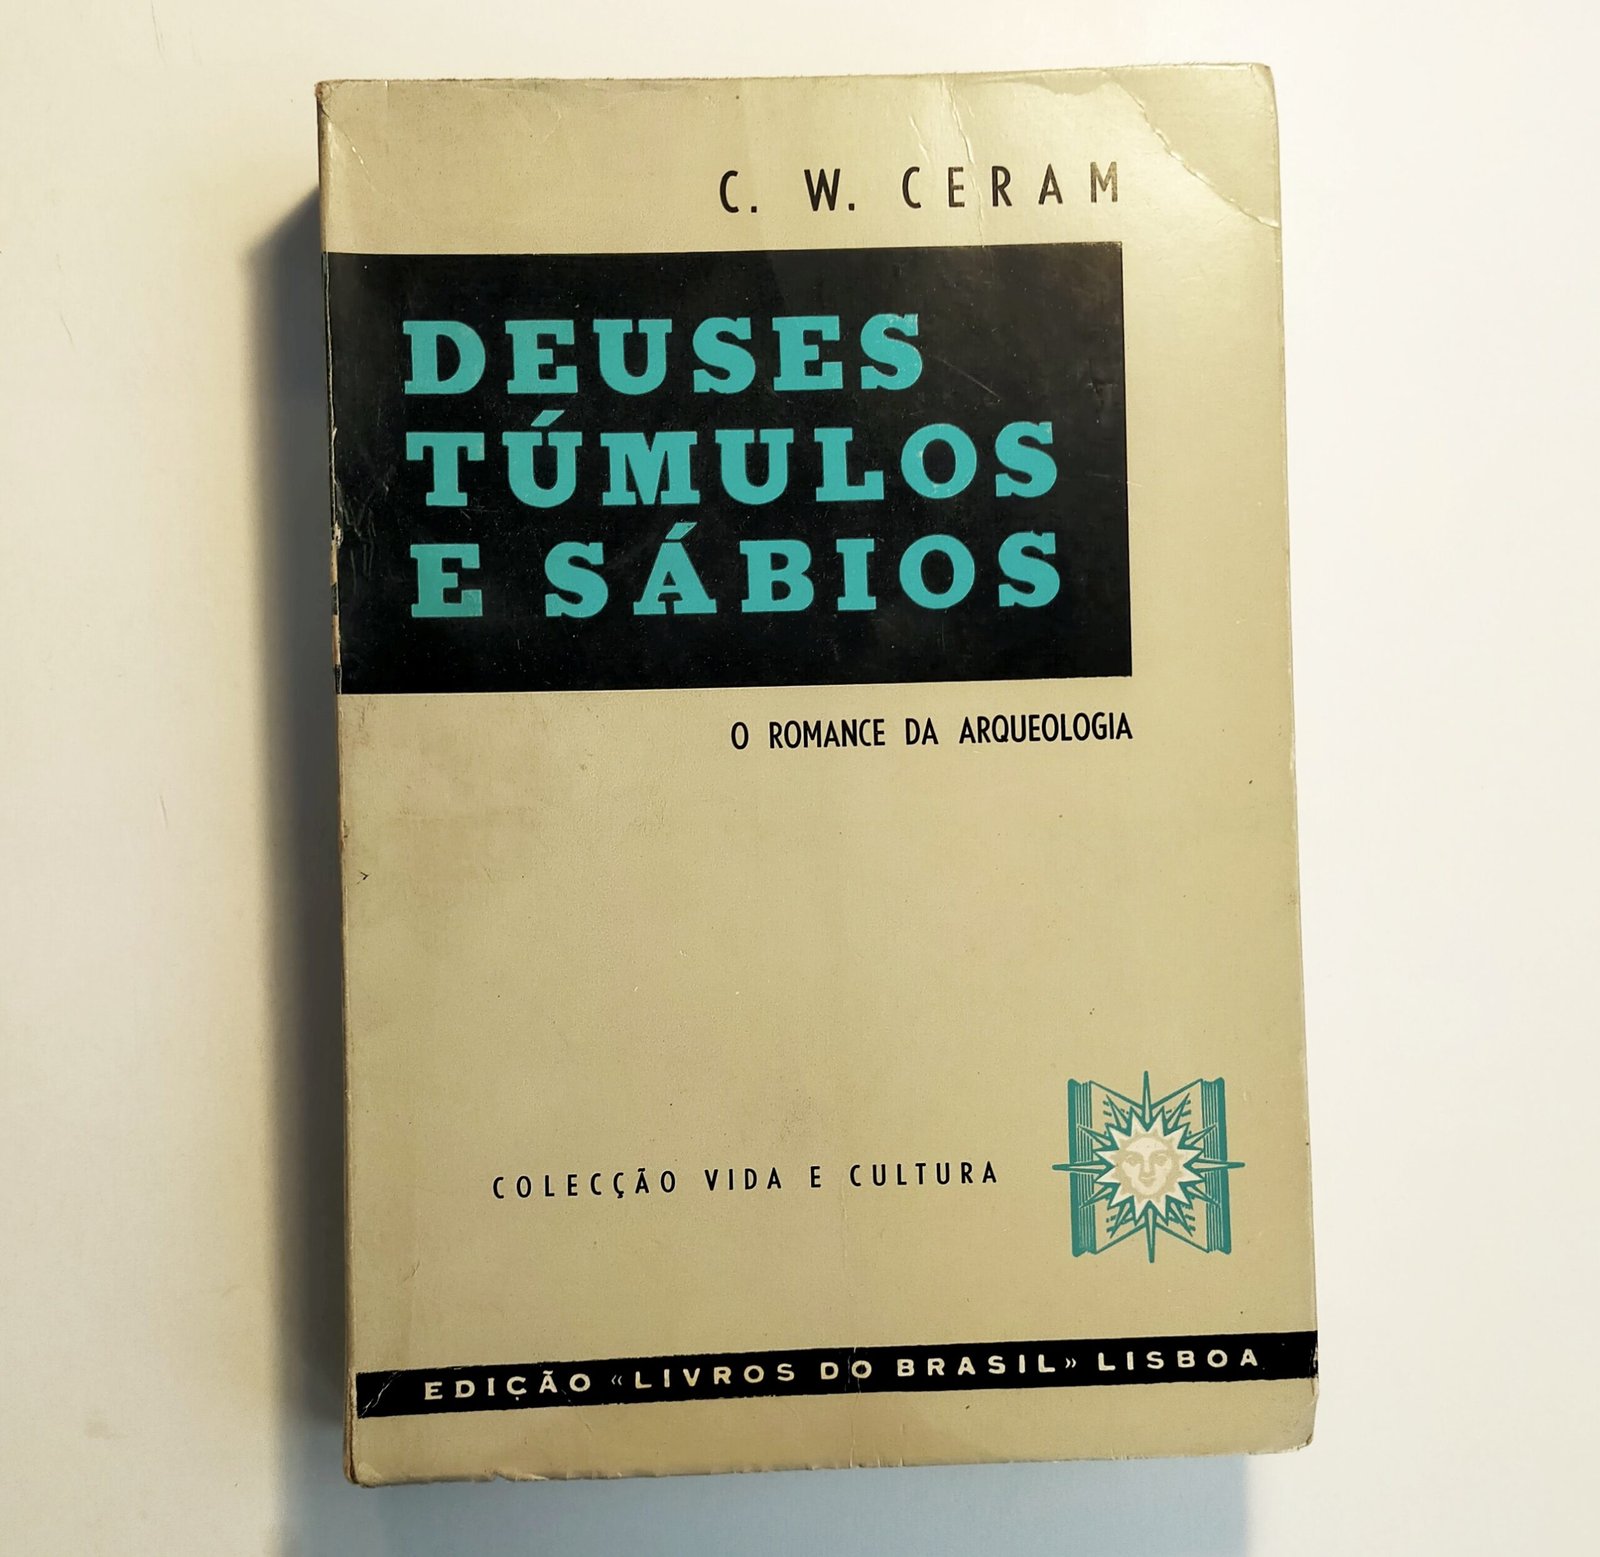 C. W. CERAM
DEUSES
TÚMULOS
E SÁBIOS
O ROMANCE DA ARQUEOLOGIA
COLECÇÃO VIDA E CULTURA
EDIÇÃO «LIVROS DO BRASIL» LISBOA